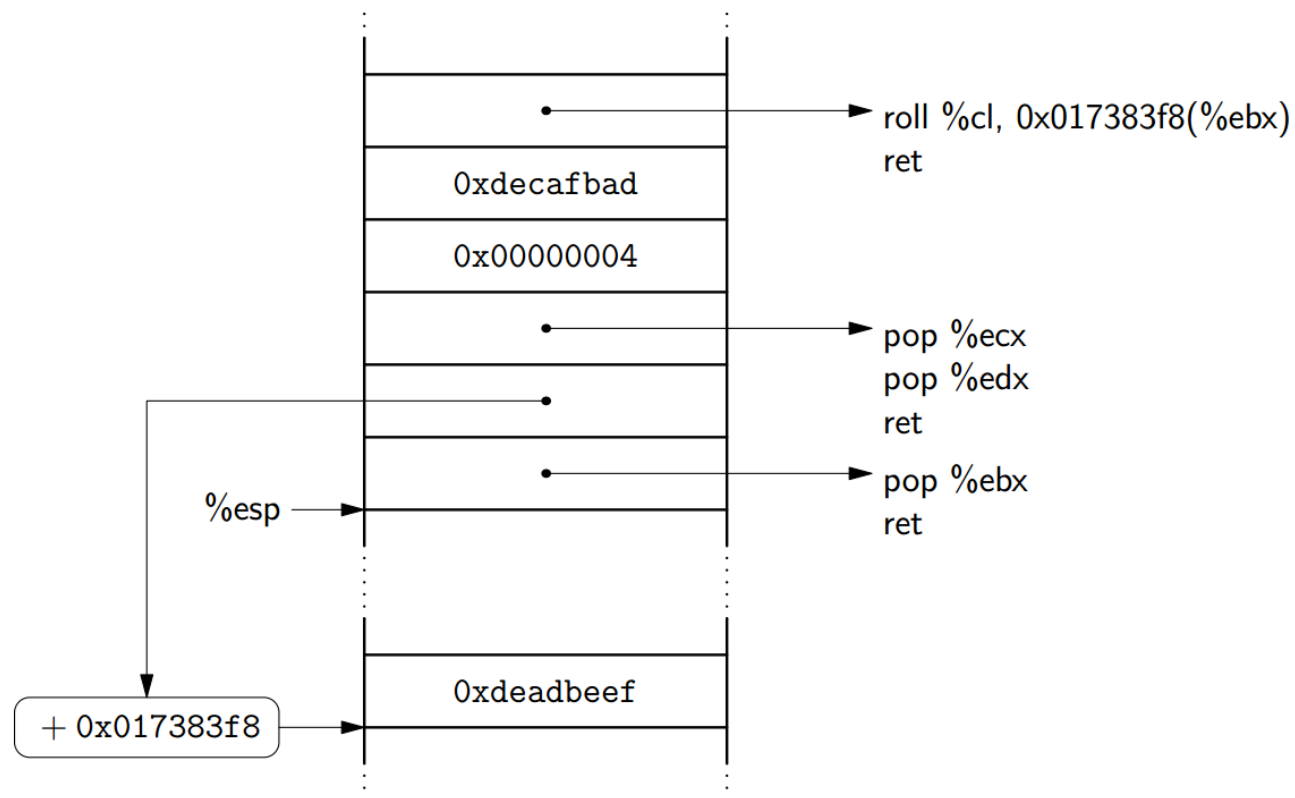 roll %cl, 0x017383f8(%ebx)
ret
0xdecafbad
0x00000004
pop %ecx
pop %edx
ret
pop %ebx
ret
%esp
0xdeadbeef
+ 0x017383f8